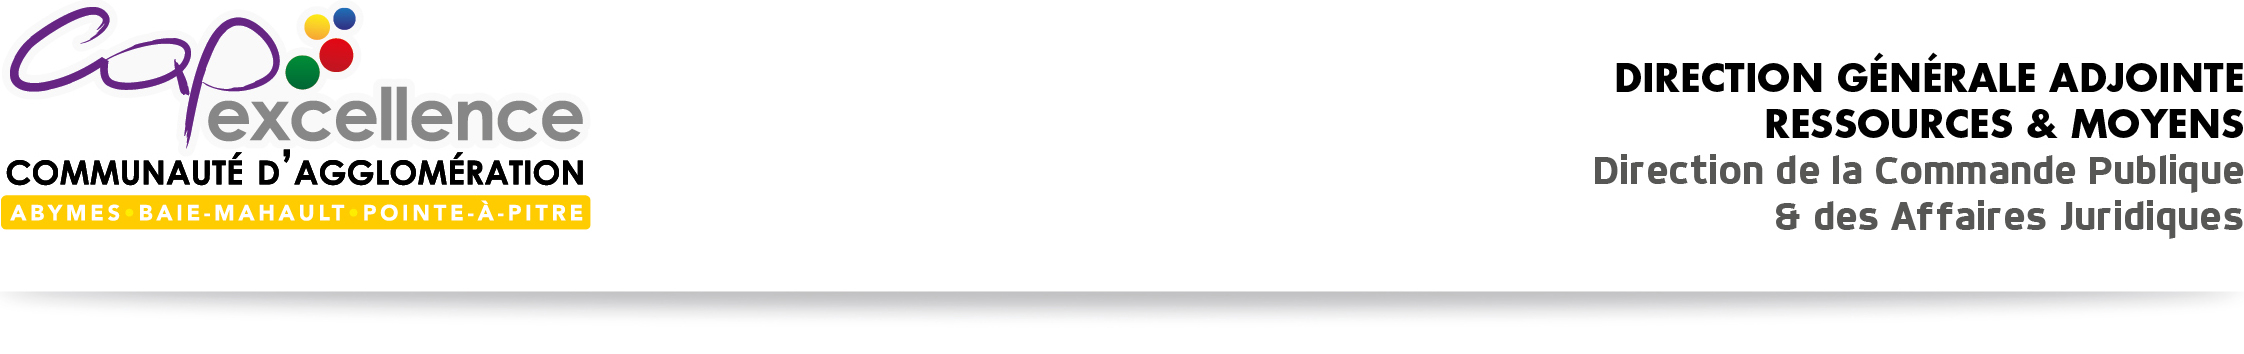 cap
excellence
COMMUNAUTÉ D'AGGLOMÉRATION
ABYMES•BAIE-MAHAULT•POINTE-À-PITRE
DIRECTION GÉNÉRALE ADJOINTE
RESSOURCES & MOYENS
Direction de la Commande Publique
& des Affaires Juridiques